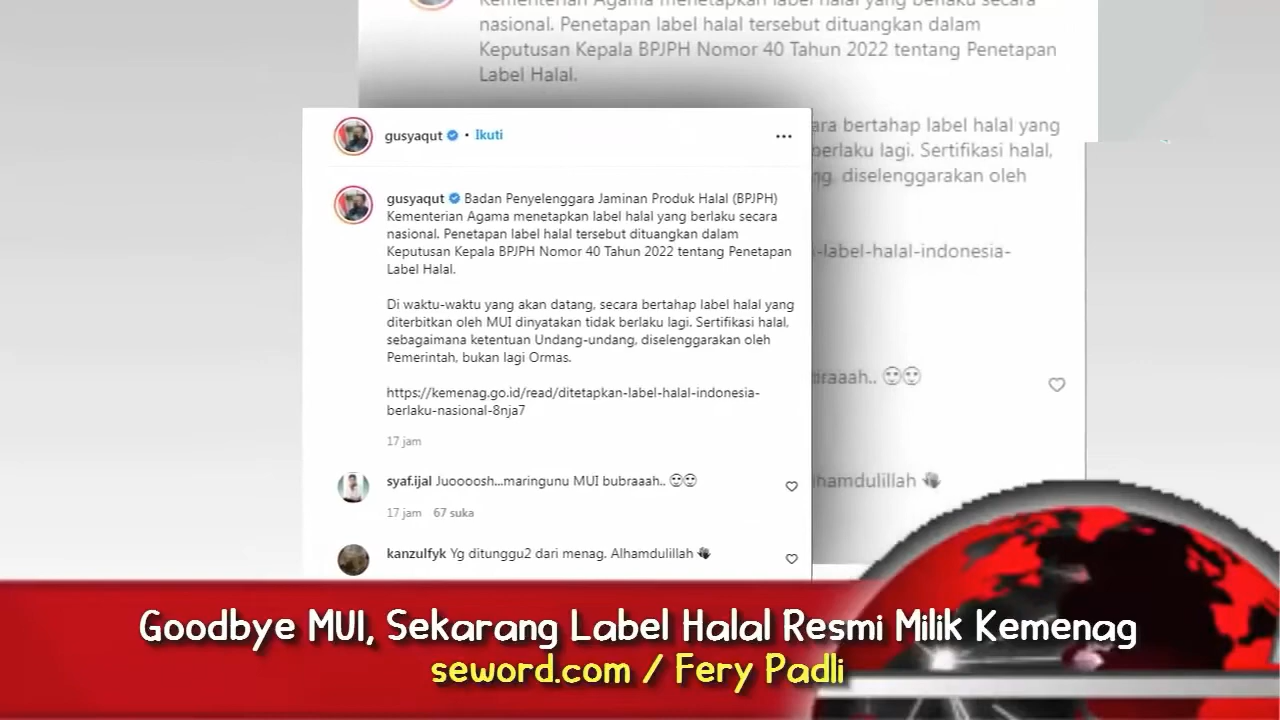 Kementerian Agama menetapkan label halal yang berlaku secara
nasional. Penetapan label halal tersebut dituangkan dalam
Keputusan Kepala BPJPH Nomor 40 Tahun 2022 tentang Penetapan
Label Halal.
gusyaqut • Ikuti
gusyaqut Badan Penyelenggara Jaminan Produk Halal (BPJPH)
Kementerian Agama menetapkan label halal yang berlaku secara
nasional. Penetapan label halal tersebut dituangkan dalam
Keputusan Kepala BPJPH Nomor 40 Tahun 2022 tentang Penetapan
Label Halal.
Di waktu-waktu yang akan datang, secara bertahap label halal yang
diterbitkan oleh MUI dinyatakan tidak berlaku lagi. Sertifikasi halal,
sebagaimana ketentuan Undang-undang, diselenggarakan oleh
Pemerintah, bukan lagi Ormas.
https://kemenag.go.id/read/ditetapkan-label-halal-indonesia-
berlaku-nasional-8nja7
17 jam
syaf.ijal Juoooosh...maringunu MUI bubraaah.. 🙄🙄
17 jam 67 suka
kanzulfyk Yg ditunggu2 dari menag. Alhamdulillah 👋
ara bertahap label halal yang
berlaku lagi. Sertifikasi halal,
ng, diselenggarakan oleh
i-label-halal-indonesia-
braaah.. 🙄🙄
lhamdulillah 👋
Goodbye MUI, Sekarang Label Halal Resmi Milik Kemenag
seword.com / Fery Padli